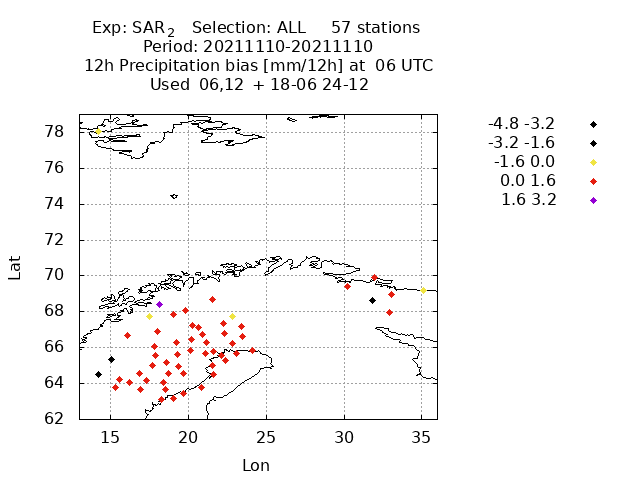 Exp: SAR2 Selection: ALL 57 stations
Period: 20211110-20211110
12h Precipitation bias [mm/12h] at 06 UTC
Used 06,12 + 18-06 24-12
-4.8 -3.2
-3.2 -1.6
-1.6 0.0
0.0 1.6
1.6 3.2
78
76
74
72
70
68
66
64
62
Lat
15 20 25 30 35
Lon